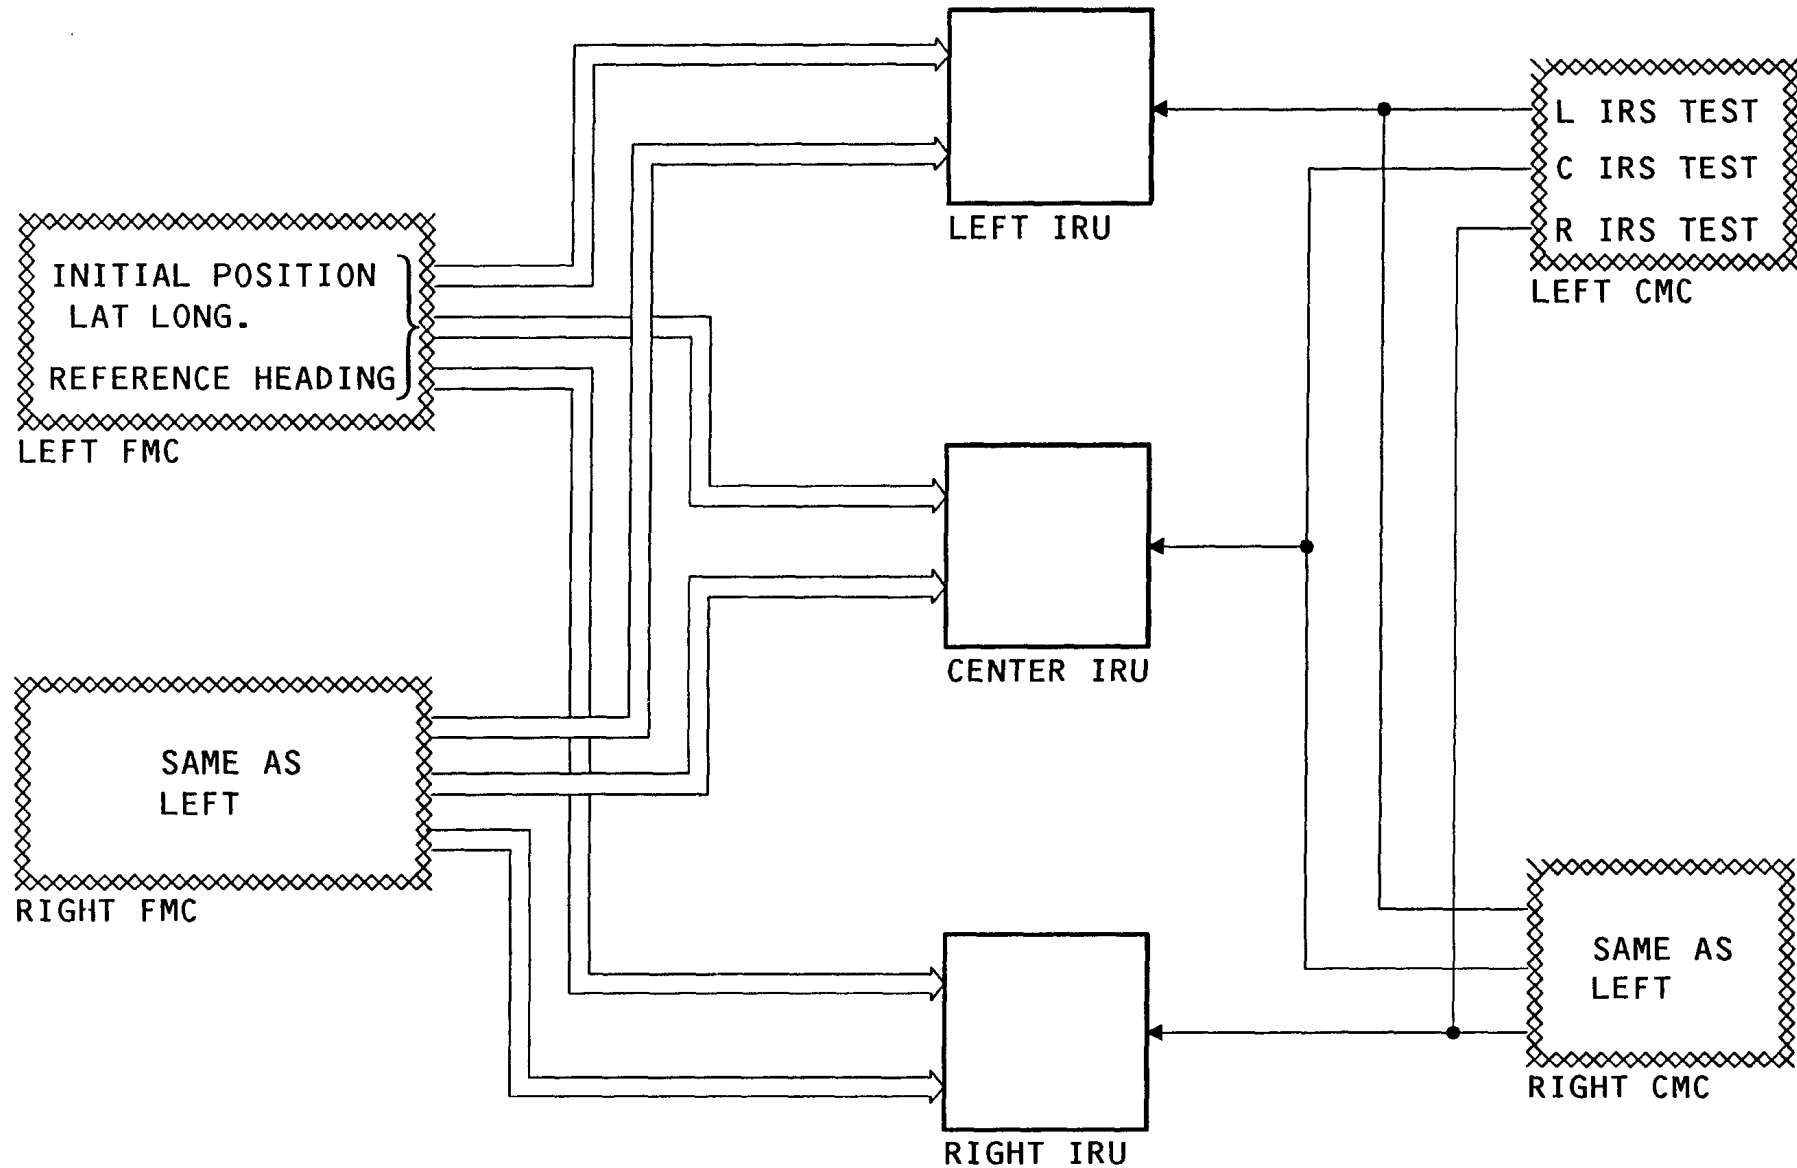 LEFT IRU
L IRS TEST
C IRS TEST
R IRS TEST
LEFT CMC
INITIAL POSITION
LAT LONG.
REFERENCE HEADING
LEFT FMC
CENTER IRU
SAME AS
LEFT
RIGHT FMC
SAME AS
LEFT
RIGHT CMC
RIGHT IRU